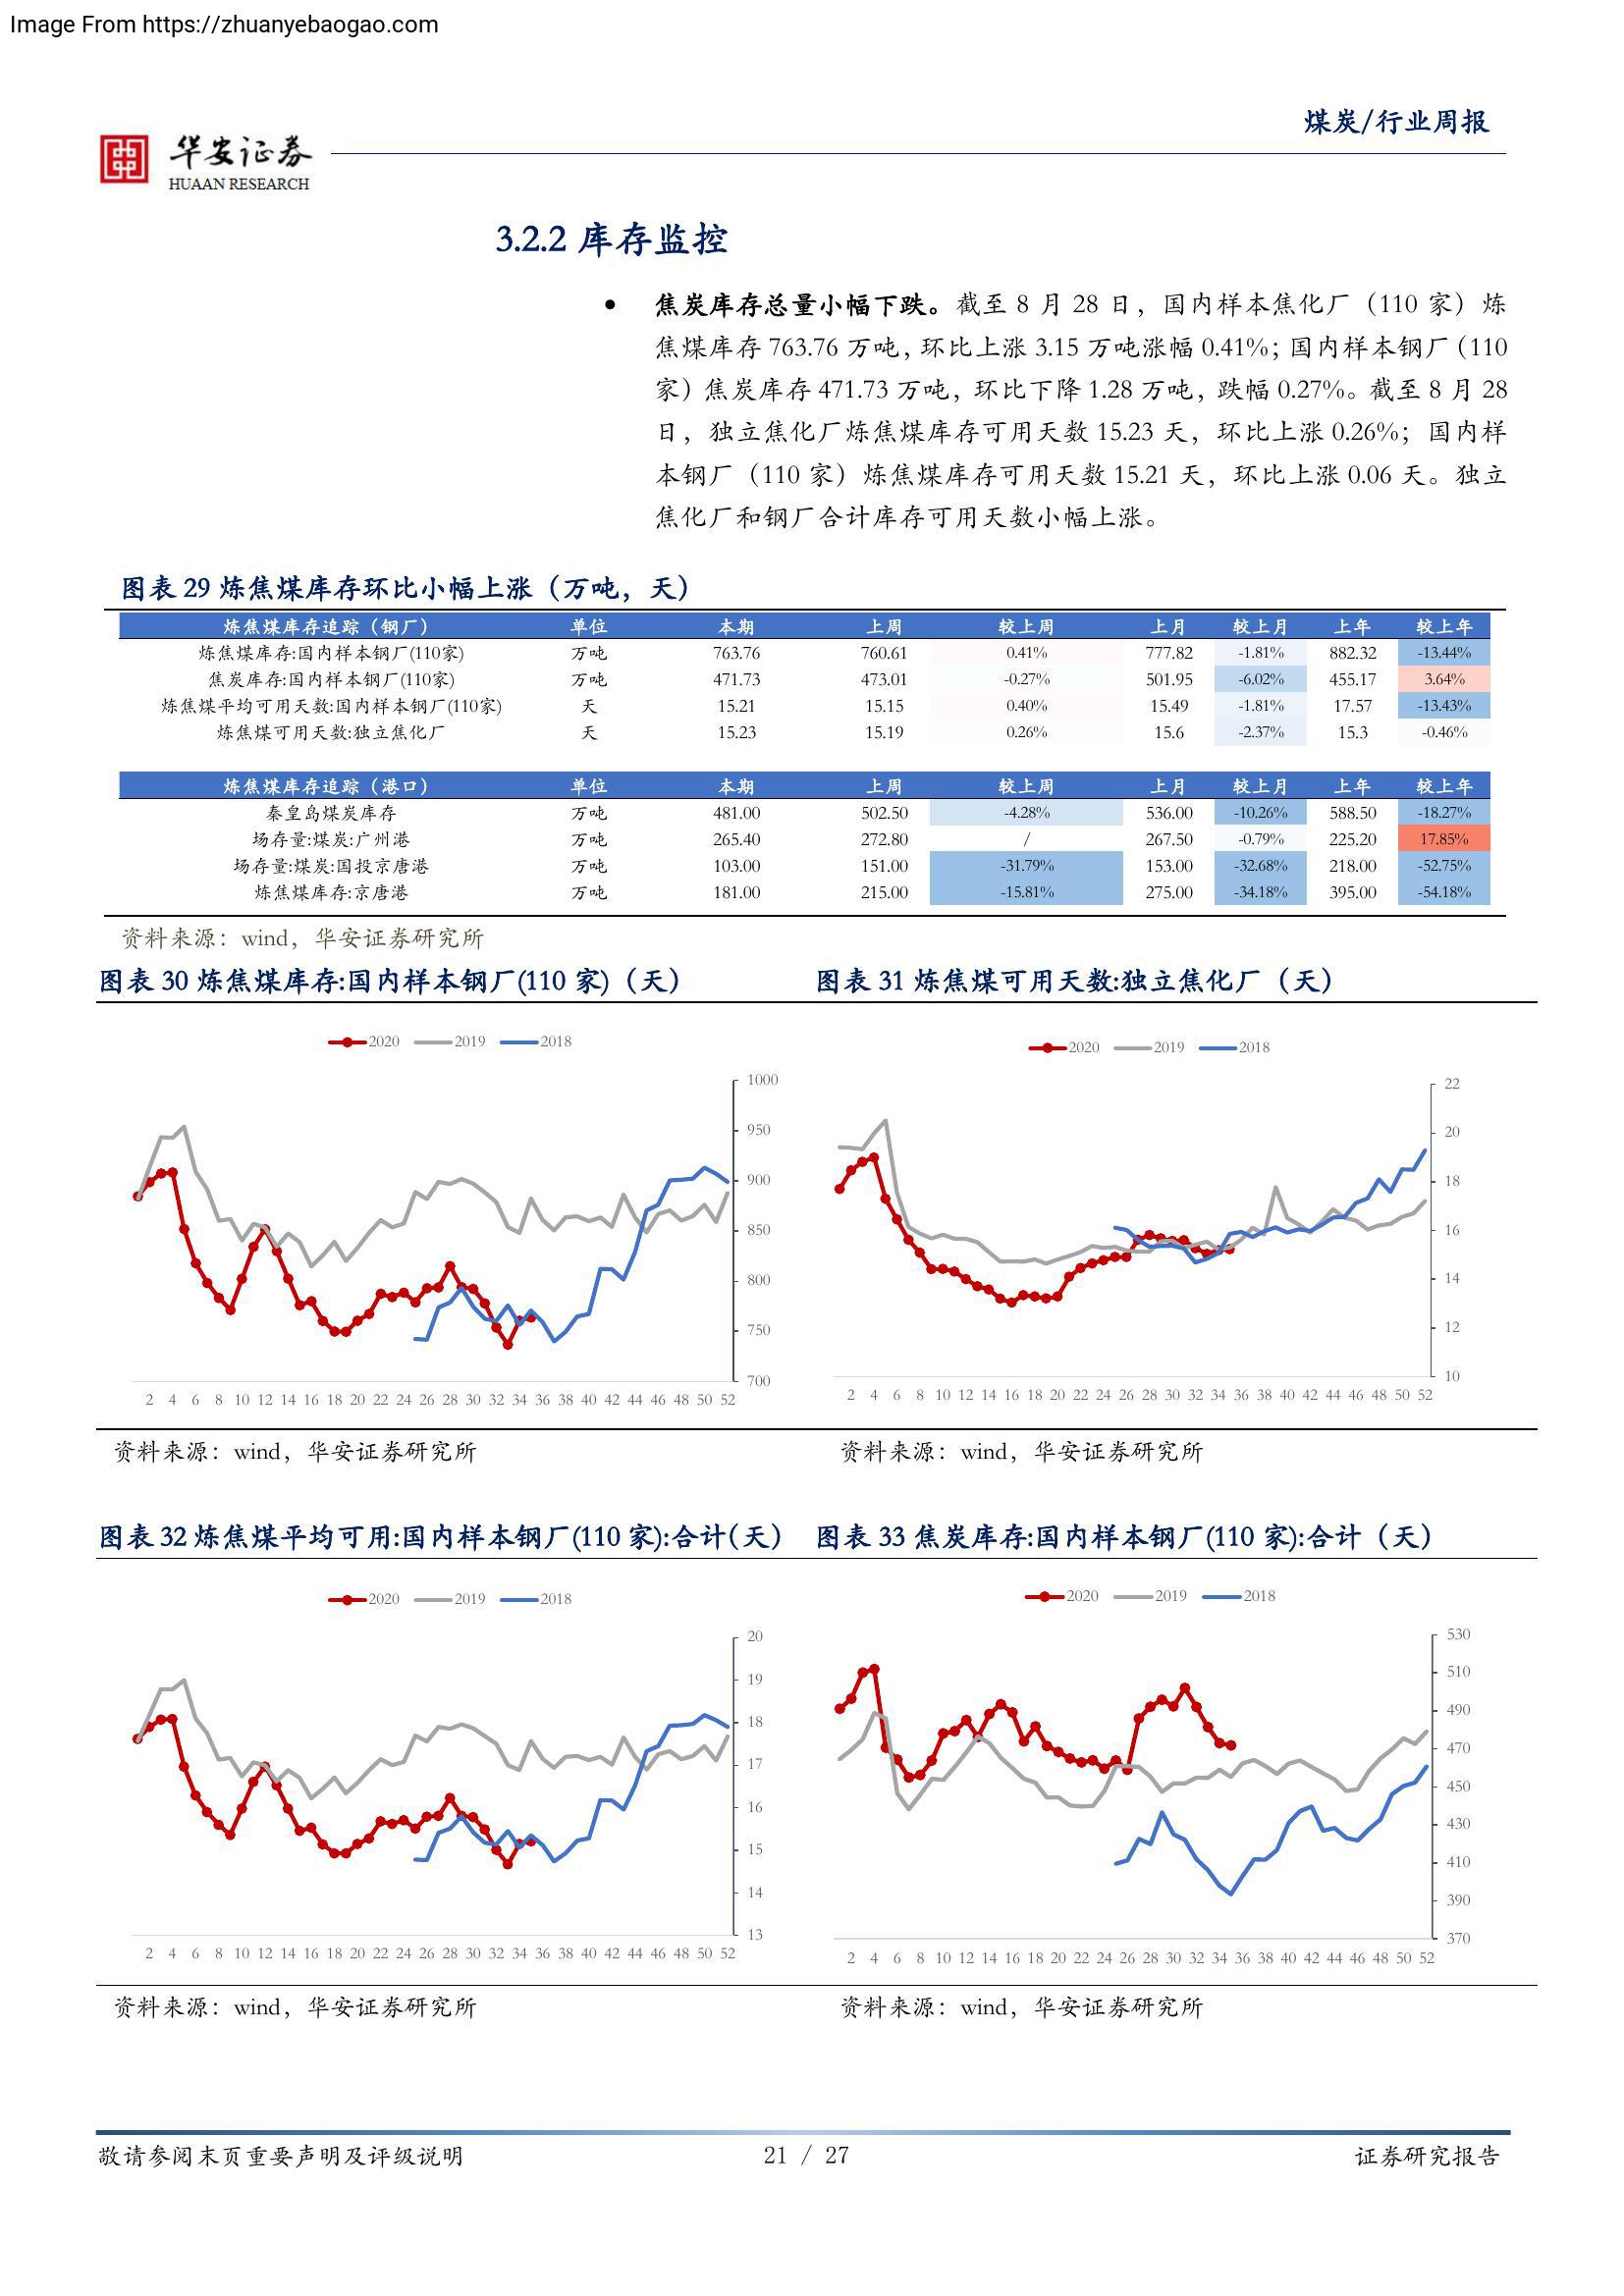 Image From https://zhuanyebaogao.com
煤炭/行业周报
华安证券
HUAAN RESEARCH
3.2.2 库存监控
• 焦炭库存总量小幅下跌。截至 8 月 28 日，国内样本焦化厂（110 家）炼
焦煤库存 763.76 万吨，环比上涨 3.15 万吨涨幅 0.41%；国内样本钢厂（110
家）焦炭库存 471.73 万吨，环比下降 1.28 万吨，跌幅 0.27%。截至 8 月 28
日，独立焦化厂炼焦煤库存可用天数 15.23 天，环比上涨 0.26%；国内样
本钢厂（110 家）炼焦煤库存可用天数 15.21 天，环比上涨 0.06 天。独立
焦化厂和钢厂合计库存可用天数小幅上涨。
图表 29 炼焦煤库存环比小幅上涨（万吨，天）
炼焦煤库存追踪（钢厂） 单位 本期 上周 较上周 上月 较上月 上年 较上年
炼焦煤库存:国内样本钢厂(110家) 万吨 763.76 760.61 0.41% 777.82 -1.81% 882.32 -13.44%
焦炭库存:国内样本钢厂(110家) 万吨 471.73 473.01 -0.27% 501.95 -6.02% 455.17 3.64%
炼焦煤平均可用天数:国内样本钢厂(110家) 天 15.21 15.15 0.40% 15.49 -1.81% 17.57 -13.43%
炼焦煤可用天数:独立焦化厂 天 15.23 15.19 0.26% 15.6 -2.37% 15.3 -0.46%
炼焦煤库存追踪（港口） 单位 本期 上周 较上周 上月 较上月 上年 较上年
秦皇岛煤炭库存 万吨 481.00 502.50 -4.28% 536.00 -10.26% 588.50 -18.27%
场存量:煤炭:广州港 万吨 265.40 272.80 / 267.50 -0.79% 225.20 17.85%
场存量:煤炭:国投京唐港 万吨 103.00 151.00 -31.79% 153.00 -32.68% 218.00 -52.75%
炼焦煤库存:京唐港 万吨 181.00 215.00 -15.81% 275.00 -34.18% 395.00 -54.18%
资料来源：wind，华安证券研究所
图表 30 炼焦煤库存:国内样本钢厂(110 家)（天）
2020 2019 2018
1000
950
900
850
800
750
700
2 4 6 8 10 12 14 16 18 20 22 24 26 28 30 32 34 36 38 40 42 44 46 48 50 52
资料来源：wind，华安证券研究所
图表 31 炼焦煤可用天数:独立焦化厂（天）
2020 2019 2018
22
20
18
16
14
12
10
2 4 6 8 10 12 14 16 18 20 22 24 26 28 30 32 34 36 38 40 42 44 46 48 50 52
资料来源：wind，华安证券研究所
图表 32 炼焦煤平均可用:国内样本钢厂(110 家):合计(天)
2020 2019 2018
20
19
18
17
16
15
14
13
2 4 6 8 10 12 14 16 18 20 22 24 26 28 30 32 34 36 38 40 42 44 46 48 50 52
资料来源：wind，华安证券研究所
图表 33 焦炭库存:国内样本钢厂(110 家):合计（天）
2020 2019 2018
530
510
490
470
450
430
410
390
370
2 4 6 8 10 12 14 16 18 20 22 24 26 28 30 32 34 36 38 40 42 44 46 48 50 52
资料来源：wind，华安证券研究所
敬请参阅末页重要声明及评级说明
21 / 27
证券研究报告